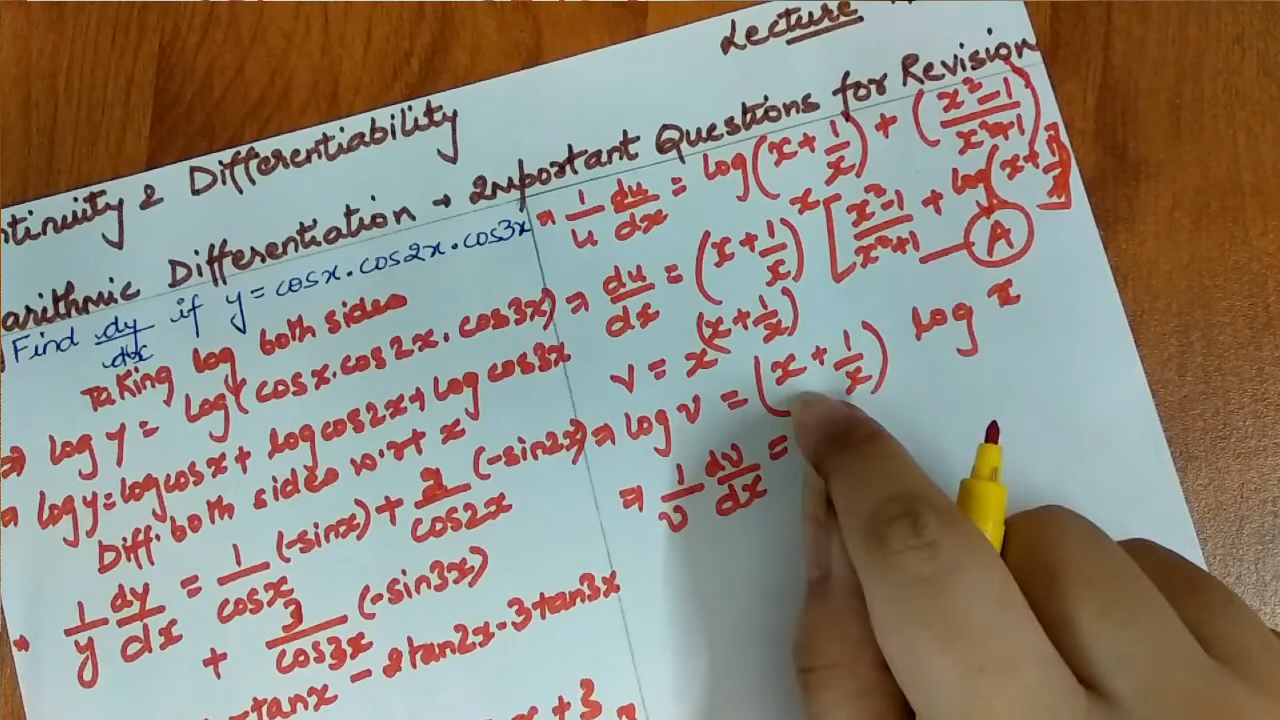 Lecture
tinuity & Differentiability
arithmic Differentiation → Important Questions for Revision
Find dy/dx if y = cosx.cos2x.cos3x
Taking log both sides
⇒ log y = log(cosx.cos2x.cos3x)
⇒ log y = log cosx + log cos2x + log cos3x
Diff. both sides w.r.t x
⇒ 1/y dy/dx = 1/cosx (-sinx) + 2/cos2x (-sin2x)
+ 3/cos3x (-sin3x)
tanx - 2tan2x - 3tan3x
+ 3
⇒ 1/u du/dx = log(x + 1/x) + (x²-1/x²+1)
⇒ du/dx = (x + 1/x)^x [x²-1/x²+1 + log(x + 1/x)]
A
v = x^(x + 1/x)
⇒ log v = (x + 1/x) log x
⇒ 1/v dv/dx =